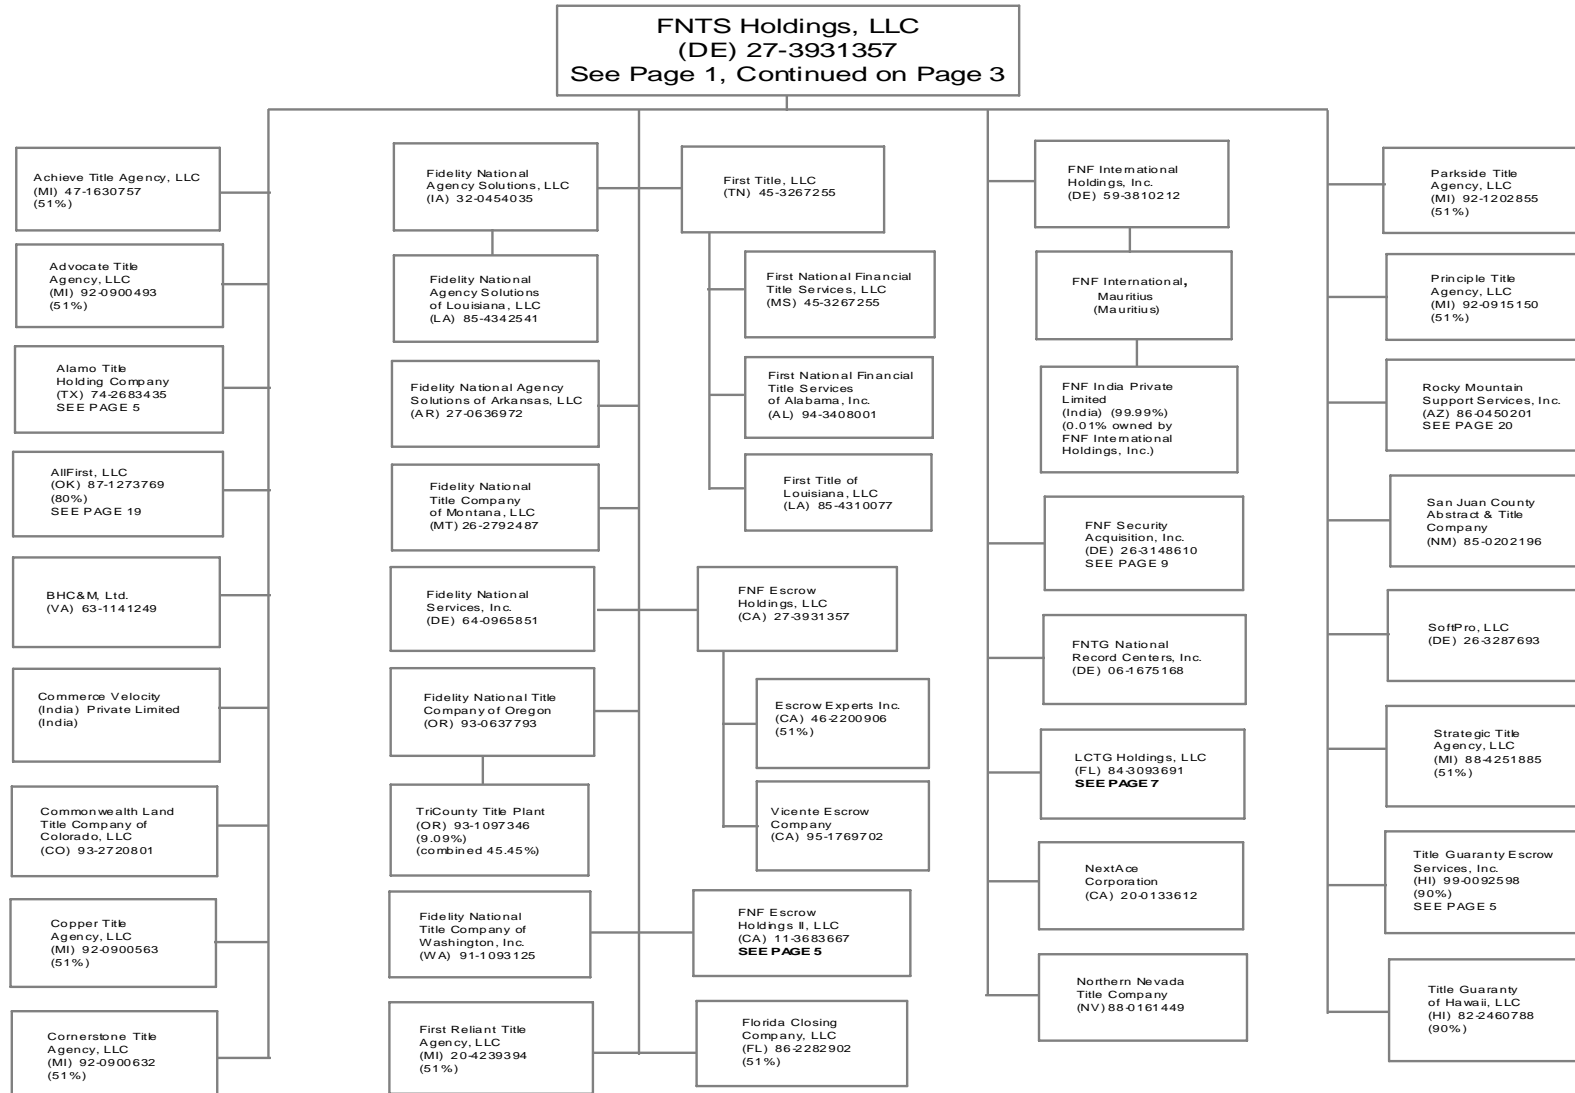 FNTS Holdings, LLC
(DE) 27-3931357
See Page 1, Continued on Page 3
Achieve Title Agency, LLC
(MI) 47-1630757
(51%)
Advocate Title
Agency, LLC
(MI) 92-0900493
(51%)
Alamo Title
Holding Company
(TX) 74-2683435
SEE PAGE 5
AllFirst, LLC
(OK) 87-1273769
(80%)
SEE PAGE 19
BHC&M, Ltd.
(VA) 63-1141249
Commerce Velocity
(India) Private Limited
(India)
Commonwealth Land
Title Company of
Colorado, LLC
(CO) 93-2720801
Copper Title
Agency, LLC
(MI) 92-0900563
(51%)
Cornerstone Title
Agency, LLC
(MI) 92-0900632
(51%)
Fidelity National
Agency Solutions, LLC
(IA) 32-0454035
Fidelity National
Agency Solutions
of Louisiana, LLC
(LA) 85-4342541
Fidelity National Agency
Solutions of Arkansas, LLC
(AR) 27-0636972
Fidelity National
Title Company
of Montana, LLC
(MT) 26-2792487
Fidelity National
Services, Inc.
(DE) 64-0965851
Fidelity National Title
Company of Oregon
(OR) 93-0637793
TriCounty Title Plant
(OR) 93-1097346
(9.09%)
(combined 45.45%)
Fidelity National
Title Company of
Washington, Inc.
(WA) 91-1093125
First Reliant Title
Agency, LLC
(MI) 20-4239394
(51%)
First Title, LLC
(TN) 45-3267255
First National Financial
Title Services, LLC
(MS) 45-3267255
First National Financial
Title Services
of Alabama, Inc.
(AL) 94-3408001
First Title of
Louisiana, LLC
(LA) 85-4310077
FNF Escrow
Holdings, LLC
(CA) 27-3931357
Escrow Experts Inc.
(CA) 46-2200906
(51%)
Vicente Escrow
Company
(CA) 95-1769702
FNF Escrow
Holdings II, LLC
(CA) 11-3683667
SEE PAGE 5
Florida Closing
Company, LLC
(FL) 86-2282902
(51%)
FNF International
Holdings, Inc.
(DE) 59-3810212
FNF International,
Mauritius
(Mauritius)
FNF India Private
Limited
(India) (99.99%)
(0.01% owned by
FNF International
Holdings, Inc.)
FNF Security
Acquisition, Inc.
(DE) 26-3148610
SEE PAGE 9
FNTG National
Record Centers, Inc.
(DE) 06-1675168
LCTG Holdings, LLC
(FL) 84-3093691
SEE PAGE 7
NextAce
Corporation
(CA) 20-0133612
Northern Nevada
Title Company
(NV) 88-0161449
Parkside Title
Agency, LLC
(MI) 92-1202855
(51%)
Principle Title
Agency, LLC
(MI) 92-0915150
(51%)
Rocky Mountain
Support Services, Inc.
(AZ) 86-0450201
SEE PAGE 20
San Juan County
Abstract & Title
Company
(NM) 85-0202196
SoftPro, LLC
(DE) 26-3287693
Strategic Title
Agency, LLC
(MI) 88-4251885
(51%)
Title Guaranty Escrow
Services, Inc.
(HI) 99-0092598
(90%)
SEE PAGE 5
Title Guaranty
of Hawaii, LLC
(HI) 82-2460788
(90%)